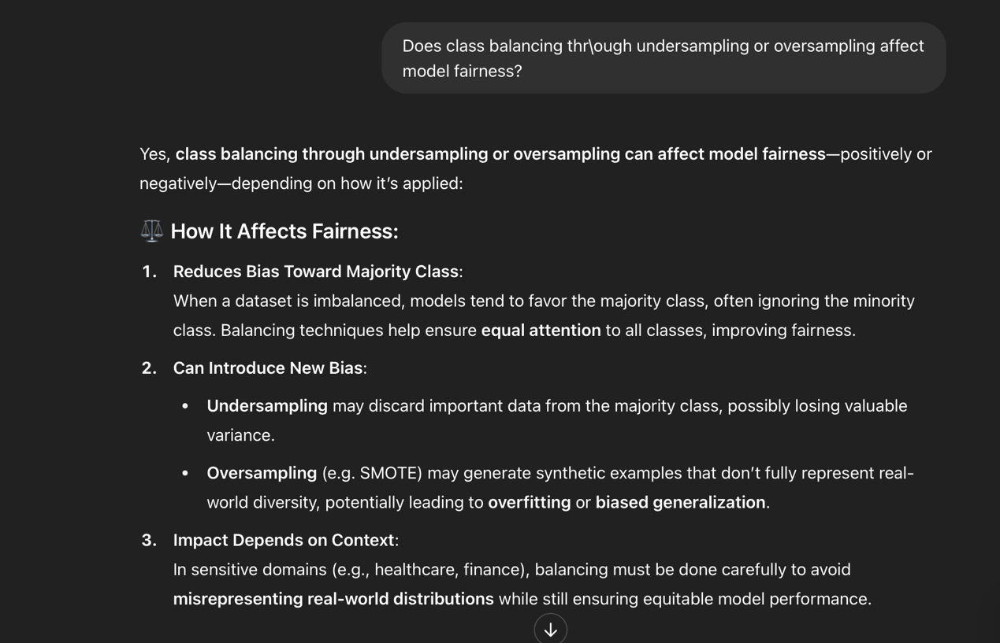 Does class balancing thr\ough undersampling or oversampling affect
model fairness?
Yes, class balancing through undersampling or oversampling can affect model fairness—positively or
negatively—depending on how it's applied:
⚖️ How It Affects Fairness:
1. Reduces Bias Toward Majority Class:
When a dataset is imbalanced, models tend to favor the majority class, often ignoring the minority
class. Balancing techniques help ensure equal attention to all classes, improving fairness.
2. Can Introduce New Bias:
• Undersampling may discard important data from the majority class, possibly losing valuable
variance.
• Oversampling (e.g. SMOTE) may generate synthetic examples that don't fully represent real-
world diversity, potentially leading to overfitting or biased generalization.
3. Impact Depends on Context:
In sensitive domains (e.g., healthcare, finance), balancing must be done carefully to avoid
misrepresenting real-world distributions while still ensuring equitable model performance.